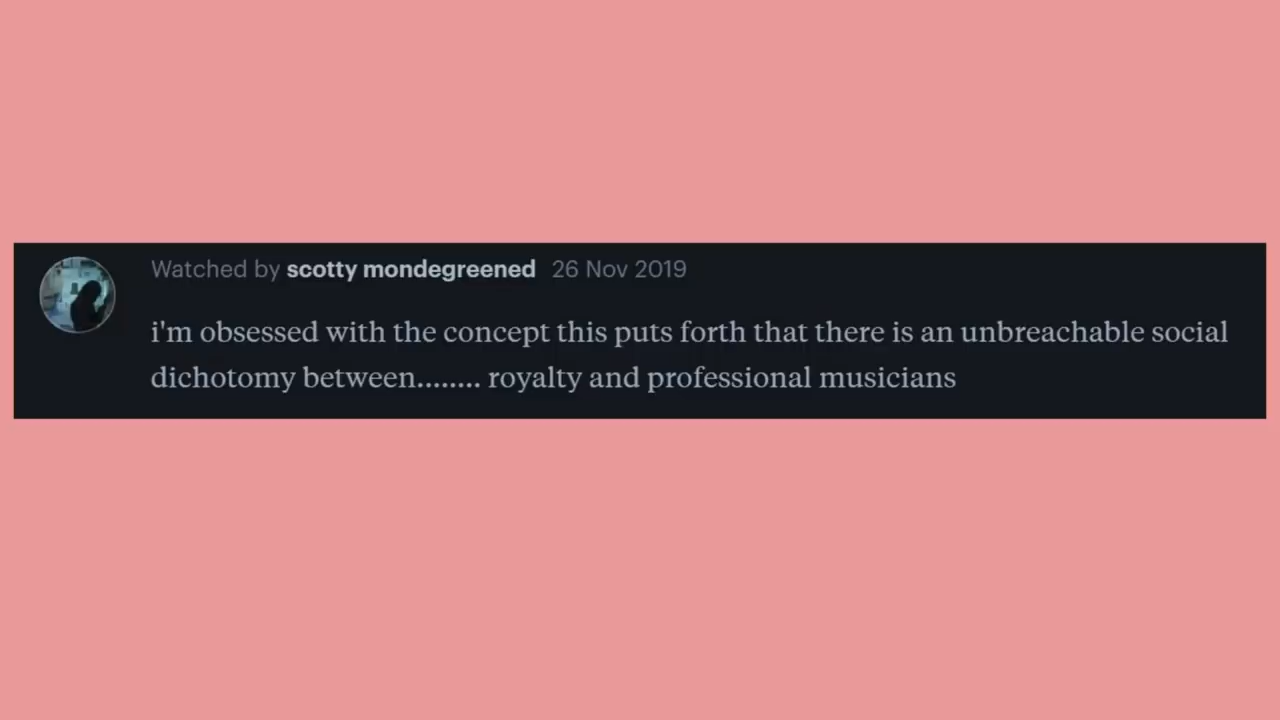 Watched by scotty mondegreened 26 Nov 2019
i'm obsessed with the concept this puts forth that there is an unbreachable social
dichotomy between........ royalty and professional musicians